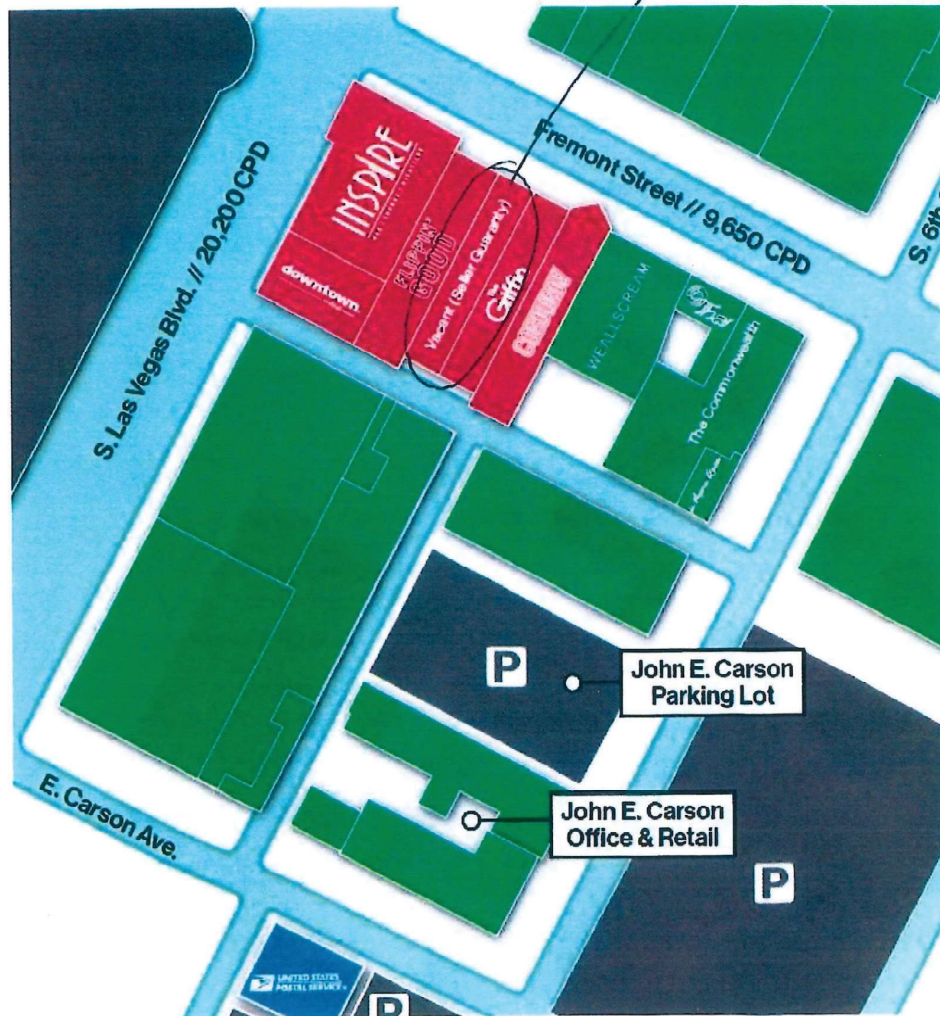 Fremont Street // 9,650 CPD
S. 6th
S. Las Vegas Blvd. // 20,200 CPD
INSPIRE
downtown
FLIPPIN'
GOOD
Vacant (Seller Guaranty)
The
Griffin
WE ALL SCREAM
The Commonwealth
P
John E. Carson
Parking Lot
John E. Carson
Office & Retail
P
E. Carson Ave.
UNITED STATES
POSTAL SERVICE
P